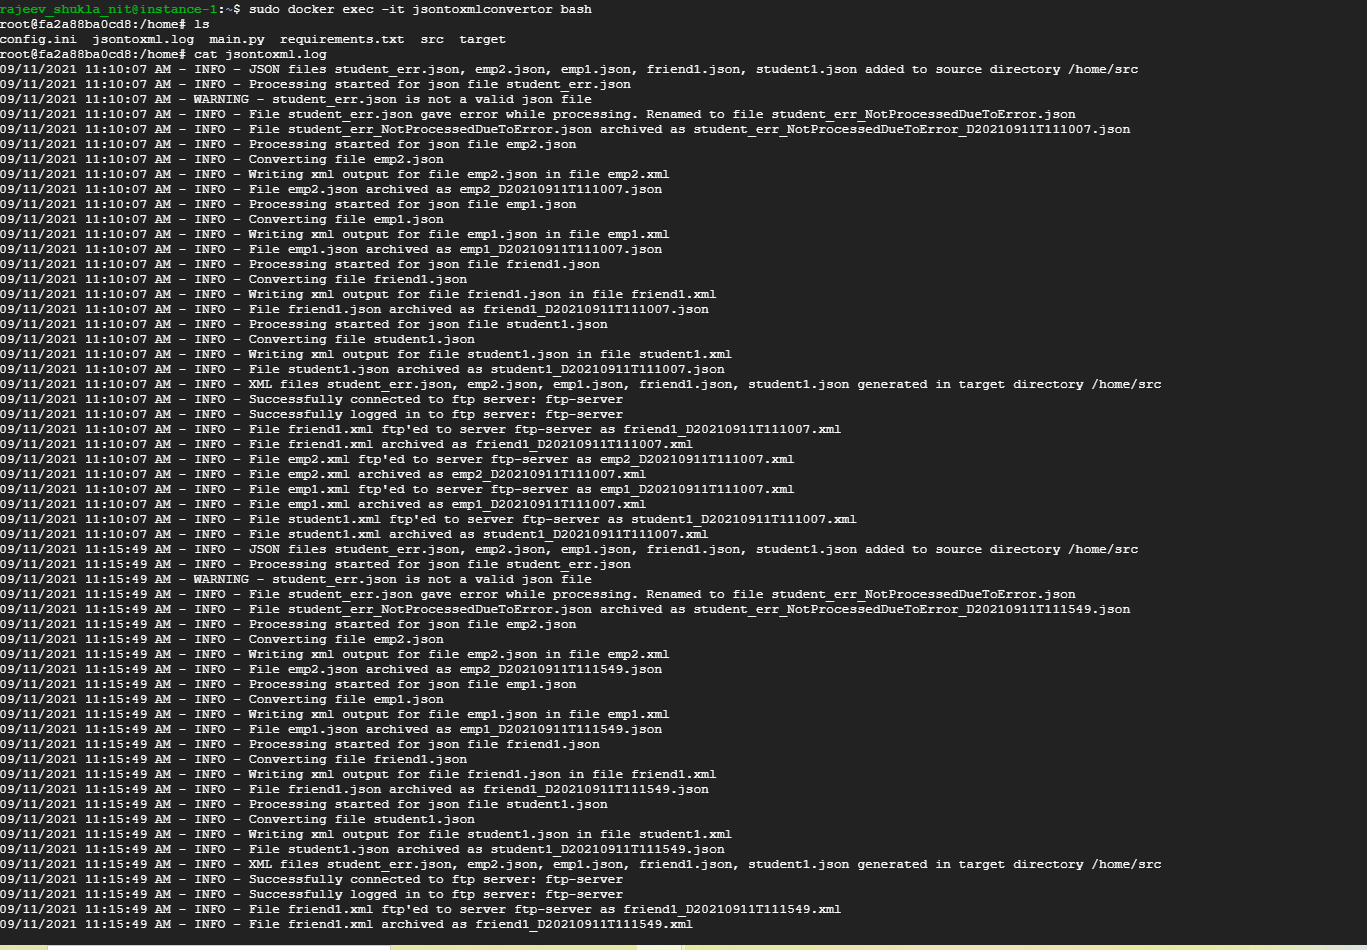 rajeev_shukla_nit@instance-1:~$ sudo docker exec -it jsontoxmlconvertor bash
root@fa2a88ba0cd8:/home# ls
config.ini  jsontoxml.log  main.py  requirements.txt  src  target
root@fa2a88ba0cd8:/home# cat jsontoxml.log
09/11/2021 11:10:07 AM - INFO - JSON files student_err.json, emp2.json, emp1.json, friend1.json, student1.json added to source directory /home/src
09/11/2021 11:10:07 AM - INFO - Processing started for json file student_err.json
09/11/2021 11:10:07 AM - WARNING - student_err.json is not a valid json file
09/11/2021 11:10:07 AM - INFO - File student_err.json gave error while processing. Renamed to file student_err_NotProcessedDueToError.json
09/11/2021 11:10:07 AM - INFO - File student_err_NotProcessedDueToError.json archived as student_err_NotProcessedDueToError_D20210911T111007.json
09/11/2021 11:10:07 AM - INFO - Processing started for json file emp2.json
09/11/2021 11:10:07 AM - INFO - Converting file emp2.json
09/11/2021 11:10:07 AM - INFO - Writing xml output for file emp2.json in file emp2.xml
09/11/2021 11:10:07 AM - INFO - File emp2.json archived as emp2_D20210911T111007.json
09/11/2021 11:10:07 AM - INFO - Processing started for json file emp1.json
09/11/2021 11:10:07 AM - INFO - Converting file emp1.json
09/11/2021 11:10:07 AM - INFO - Writing xml output for file emp1.json in file emp1.xml
09/11/2021 11:10:07 AM - INFO - File emp1.json archived as emp1_D20210911T111007.json
09/11/2021 11:10:07 AM - INFO - Processing started for json file friend1.json
09/11/2021 11:10:07 AM - INFO - Converting file friend1.json
09/11/2021 11:10:07 AM - INFO - Writing xml output for file friend1.json in file friend1.xml
09/11/2021 11:10:07 AM - INFO - File friend1.json archived as friend1_D20210911T111007.json
09/11/2021 11:10:07 AM - INFO - Processing started for json file student1.json
09/11/2021 11:10:07 AM - INFO - Converting file student1.json
09/11/2021 11:10:07 AM - INFO - Writing xml output for file student1.json in file student1.xml
09/11/2021 11:10:07 AM - INFO - File student1.json archived as student1_D20210911T111007.json
09/11/2021 11:10:07 AM - INFO - XML files student_err.json, emp2.json, emp1.json, friend1.json, student1.json generated in target directory /home/src
09/11/2021 11:10:07 AM - INFO - Successfully connected to ftp server: ftp-server
09/11/2021 11:10:07 AM - INFO - Successfully logged in to ftp server: ftp-server
09/11/2021 11:10:07 AM - INFO - File friend1.xml ftp'ed to server ftp-server as friend1_D20210911T111007.xml
09/11/2021 11:10:07 AM - INFO - File friend1.xml archived as friend1_D20210911T111007.xml
09/11/2021 11:10:07 AM - INFO - File emp2.xml ftp'ed to server ftp-server as emp2_D20210911T111007.xml
09/11/2021 11:10:07 AM - INFO - File emp2.xml archived as emp2_D20210911T111007.xml
09/11/2021 11:10:07 AM - INFO - File emp1.xml ftp'ed to server ftp-server as emp1_D20210911T111007.xml
09/11/2021 11:10:07 AM - INFO - File emp1.xml archived as emp1_D20210911T111007.xml
09/11/2021 11:10:07 AM - INFO - File student1.xml ftp'ed to server ftp-server as student1_D20210911T111007.xml
09/11/2021 11:10:07 AM - INFO - File student1.xml archived as student1_D20210911T111007.xml
09/11/2021 11:15:49 AM - INFO - JSON files student_err.json, emp2.json, emp1.json, friend1.json, student1.json added to source directory /home/src
09/11/2021 11:15:49 AM - INFO - Processing started for json file student_err.json
09/11/2021 11:15:49 AM - WARNING - student_err.json is not a valid json file
09/11/2021 11:15:49 AM - INFO - File student_err.json gave error while processing. Renamed to file student_err_NotProcessedDueToError.json
09/11/2021 11:15:49 AM - INFO - File student_err_NotProcessedDueToError.json archived as student_err_NotProcessedDueToError_D20210911T111549.json
09/11/2021 11:15:49 AM - INFO - Processing started for json file emp2.json
09/11/2021 11:15:49 AM - INFO - Converting file emp2.json
09/11/2021 11:15:49 AM - INFO - Writing xml output for file emp2.json in file emp2.xml
09/11/2021 11:15:49 AM - INFO - File emp2.json archived as emp2_D20210911T111549.json
09/11/2021 11:15:49 AM - INFO - Processing started for json file emp1.json
09/11/2021 11:15:49 AM - INFO - Converting file emp1.json
09/11/2021 11:15:49 AM - INFO - Writing xml output for file emp1.json in file emp1.xml
09/11/2021 11:15:49 AM - INFO - File emp1.json archived as emp1_D20210911T111549.json
09/11/2021 11:15:49 AM - INFO - Processing started for json file friend1.json
09/11/2021 11:15:49 AM - INFO - Converting file friend1.json
09/11/2021 11:15:49 AM - INFO - Writing xml output for file friend1.json in file friend1.xml
09/11/2021 11:15:49 AM - INFO - File friend1.json archived as friend1_D20210911T111549.json
09/11/2021 11:15:49 AM - INFO - Processing started for json file student1.json
09/11/2021 11:15:49 AM - INFO - Converting file student1.json
09/11/2021 11:15:49 AM - INFO - Writing xml output for file student1.json in file student1.xml
09/11/2021 11:15:49 AM - INFO - File student1.json archived as student1_D20210911T111549.json
09/11/2021 11:15:49 AM - INFO - XML files student_err.json, emp2.json, emp1.json, friend1.json, student1.json generated in target directory /home/src
09/11/2021 11:15:49 AM - INFO - Successfully connected to ftp server: ftp-server
09/11/2021 11:15:49 AM - INFO - Successfully logged in to ftp server: ftp-server
09/11/2021 11:15:49 AM - INFO - File friend1.xml ftp'ed to server ftp-server as friend1_D20210911T111549.xml
09/11/2021 11:15:49 AM - INFO - File friend1.xml archived as friend1_D20210911T111549.xml